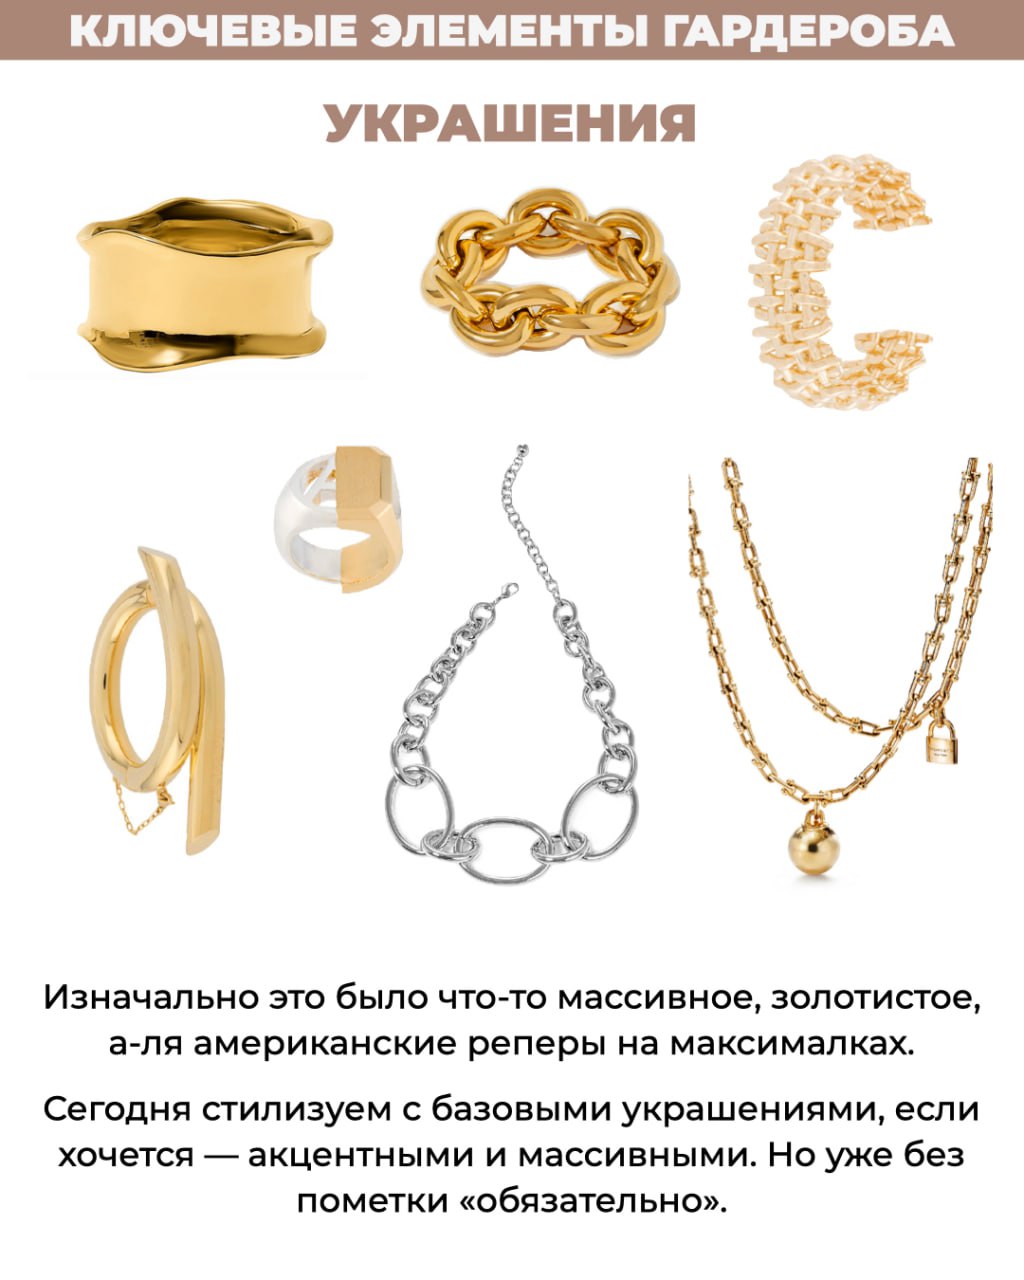 КЛЮЧЕВЫЕ ЭЛЕМЕНТЫ ГАРДЕРОБА
УКРАШЕНИЯ
Изначально это было что-то массивное, золотистое,
а-ля американские реперы на максималках.
Сегодня стилизуем с базовыми украшениями, если
хочется — акцентными и массивными. Но уже без
пометки «обязательно».